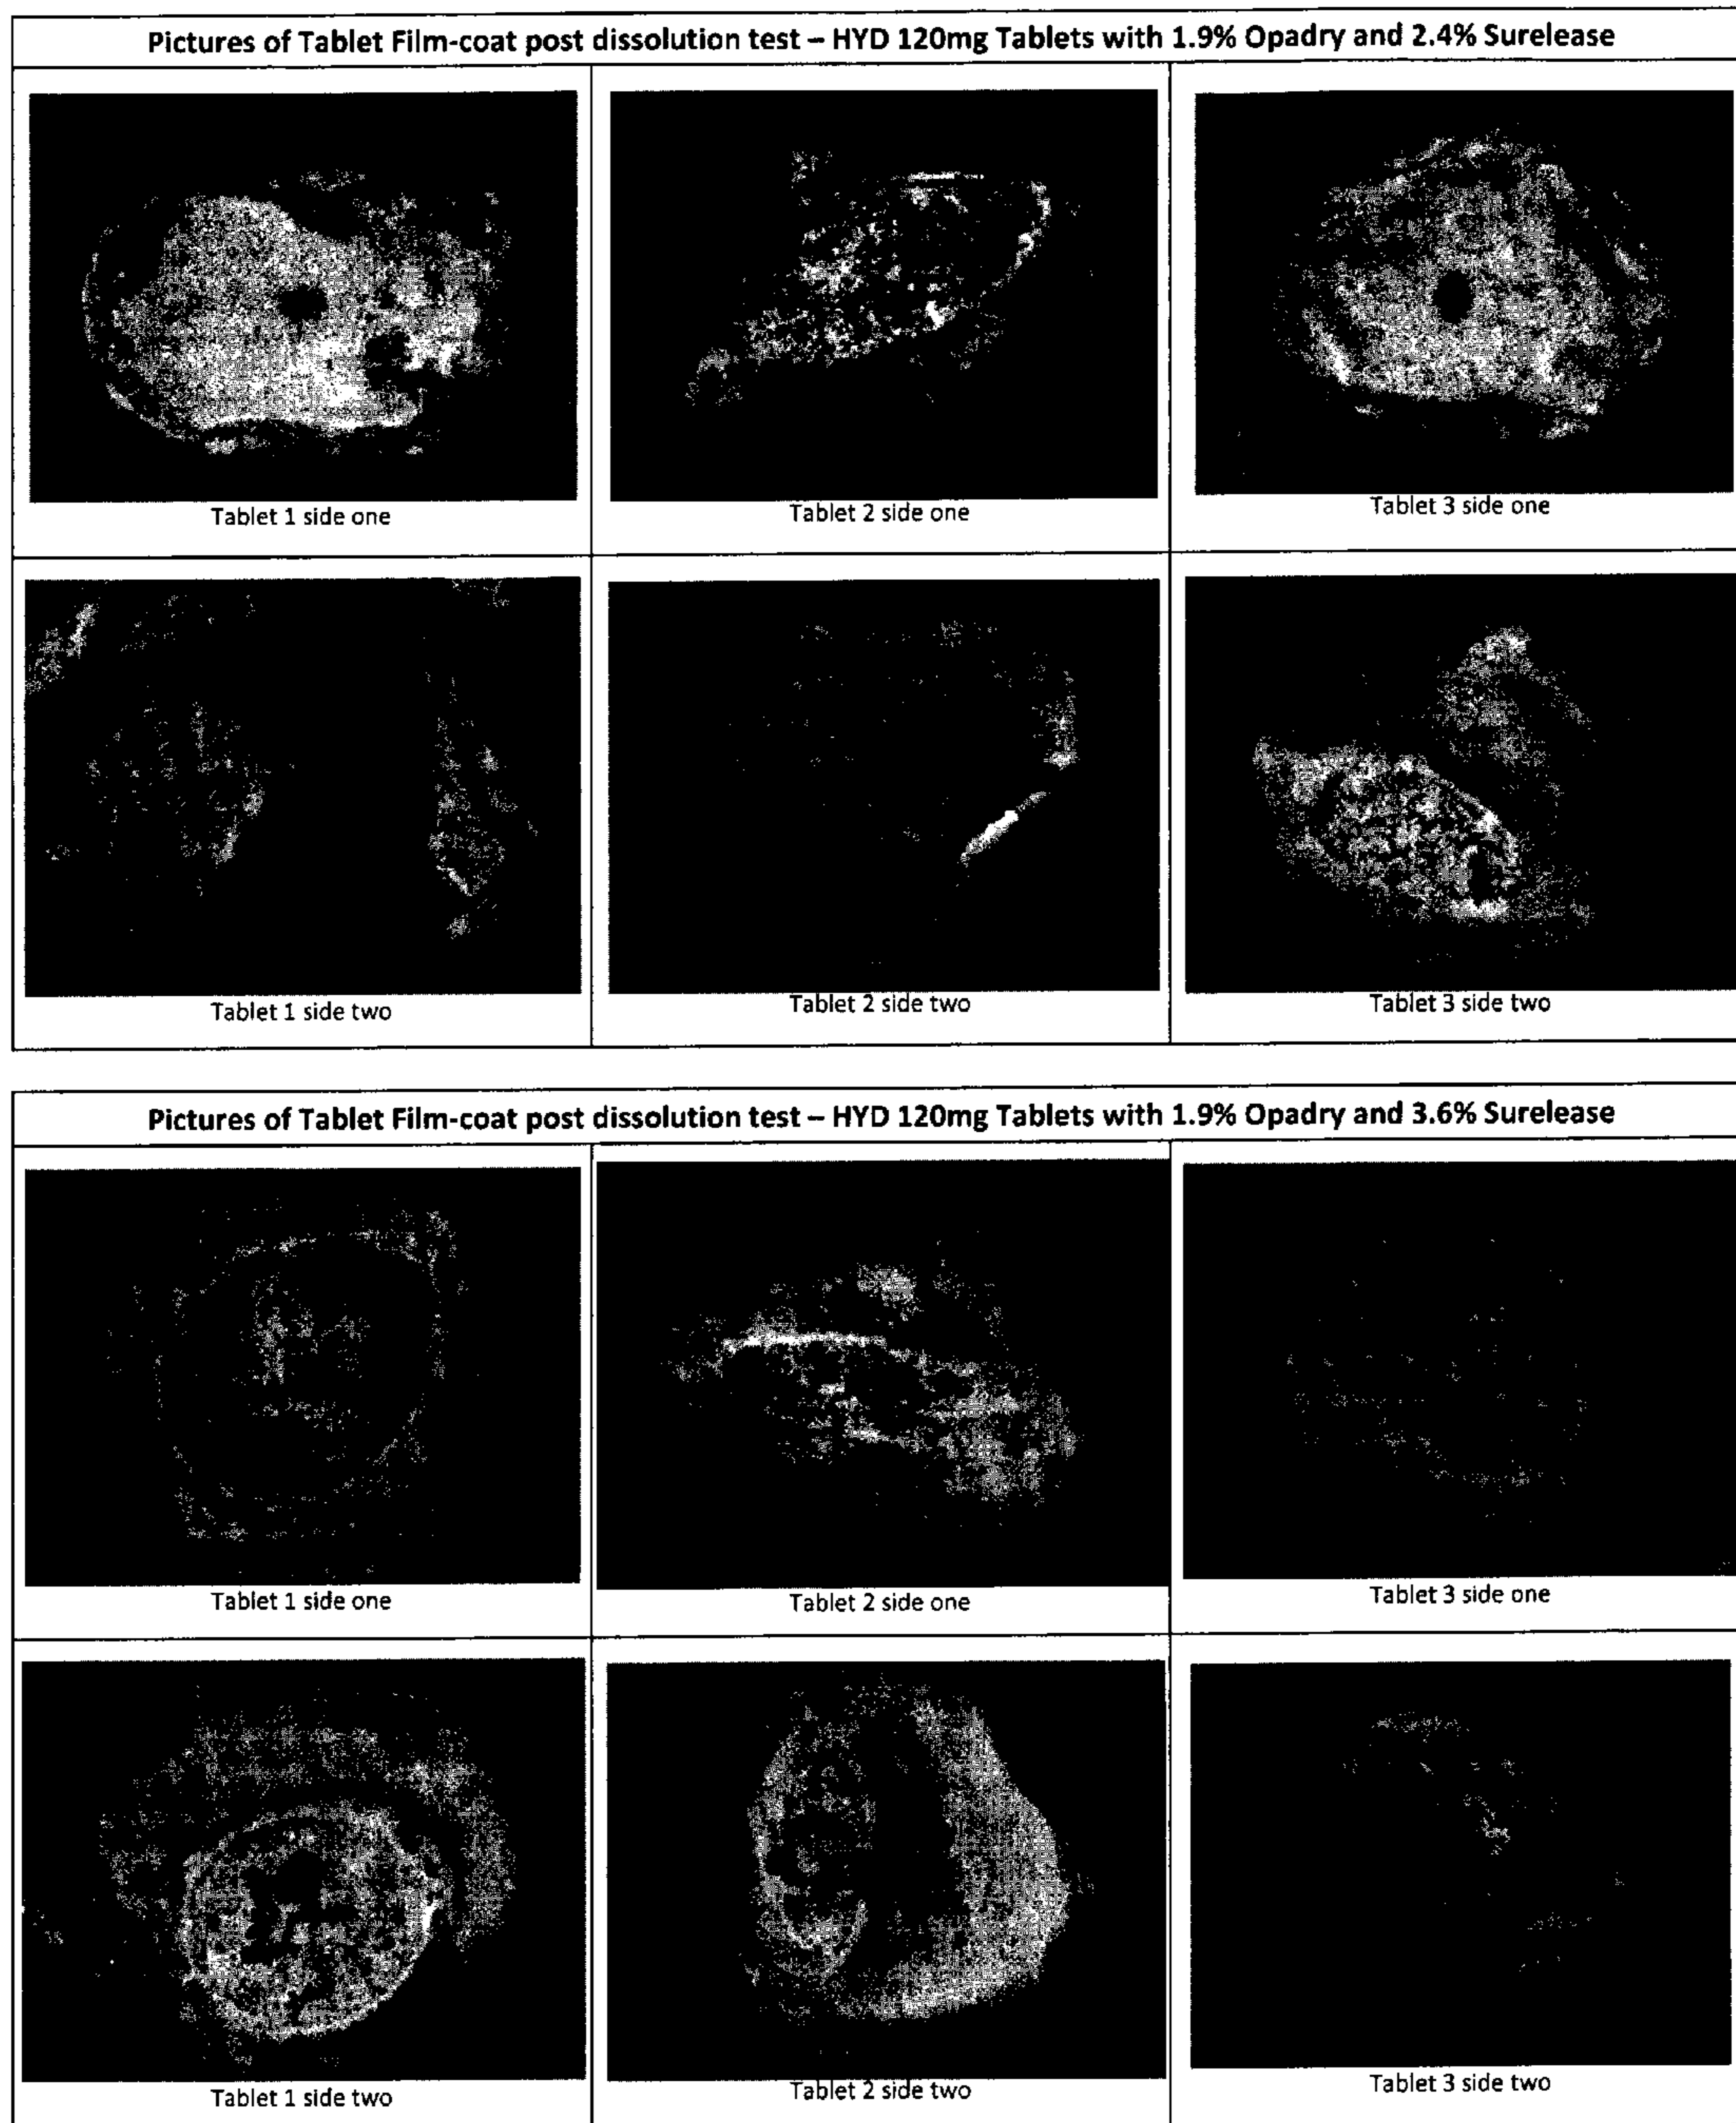 Pictures of Tablet Film-coat post dissolution test – HYD 120mg Tablets with 1.9% Opadry and 2.4% Surelease
Tablet 1 side one
Tablet 2 side one
Tablet 3 side one
Tablet 1 side two
Tablet 2 side two
Tablet 3 side two
Pictures of Tablet Film-coat post dissolution test – HYD 120mg Tablets with 1.9% Opadry and 3.6% Surelease
Tablet 1 side one
Tablet 2 side one
Tablet 3 side one
Tablet 1 side two
Tablet 2 side two
Tablet 3 side two